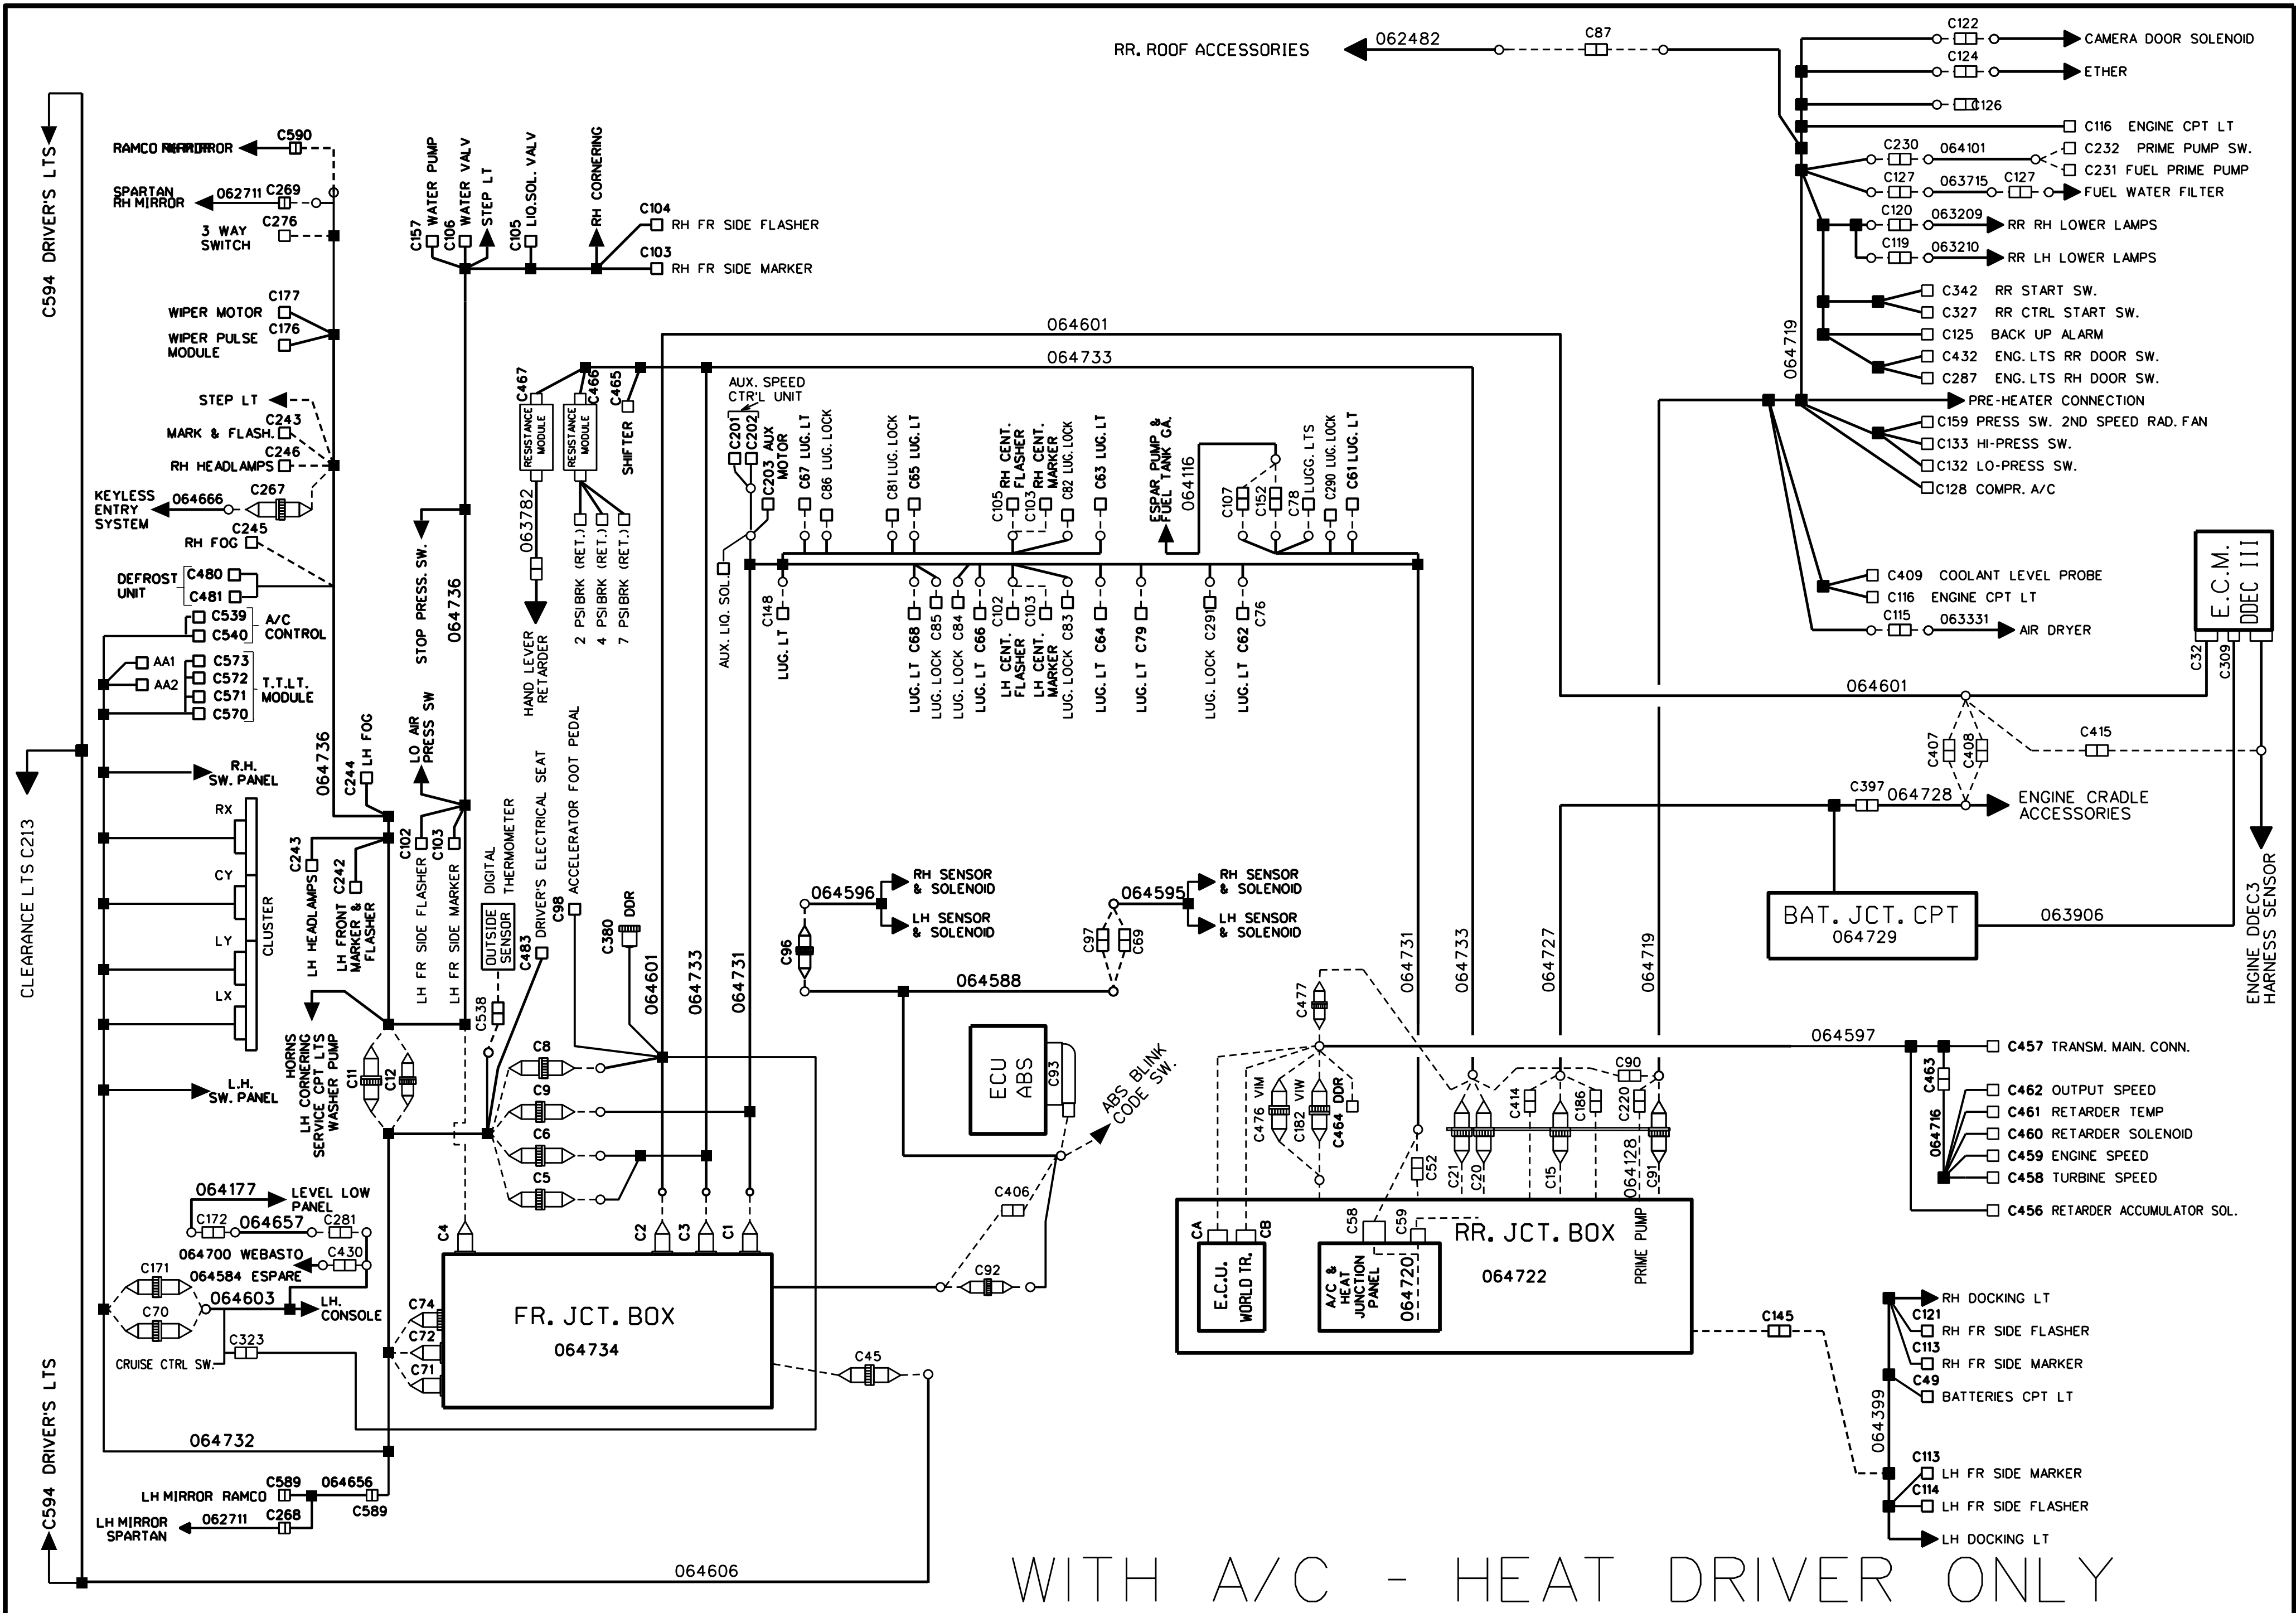 RR. ROOF ACCESSORIES
062482
C87
C122
CAMERA DOOR SOLENOID
C124
ETHER
C126
C116 ENGINE CPT LT
C230
064101
C232 PRIME PUMP SW.
C231 FUEL PRIME PUMP
C127
063715
C127
FUEL WATER FILTER
C120
063209
RR RH LOWER LAMPS
C119
063210
RR LH LOWER LAMPS
C342 RR START SW.
C327 RR CTRL START SW.
C125 BACK UP ALARM
C432 ENG. LTS RR DOOR SW.
C287 ENG. LTS RH DOOR SW.
064719
PRE-HEATER CONNECTION
C159 PRESS SW. 2ND SPEED RAD. FAN
C133 HI-PRESS SW.
C132 LO-PRESS SW.
C128 COMPR. A/C
C409 COOLANT LEVEL PROBE
C116 ENGINE CPT LT
C115
063331
AIR DRYER
E.C.M.
DDEC III
C32
C309
064601
C407
C408
C415
C397
064728
ENGINE CRADLE
ACCESSORIES
BAT. JCT. CPT
064729
063906
ENGINE DDEC3
HARNESS SENSOR
C594 DRIVER'S LTS
RAMCO
C590
SPARTAN
RH MIRROR
062711
C269
C276
3 WAY
SWITCH
C177
WIPER MOTOR
C176
WIPER PULSE
MODULE
STEP LT
C243
MARK & FLASH.
C246
RH HEADLAMPS
KEYLESS
ENTRY
SYSTEM
064666
C267
C245
RH FOG
DEFROST
UNIT
C480
C481
C539
C540
A/C
CONTROL
AA1
AA2
C573
C572
C571
C570
T.T.LT.
MODULE
R.H.
SW. PANEL
RX
CY
LY
LX
CLUSTER
L.H.
SW. PANEL
CLEARANCE LTS C213
064736
C244 LH FOG
C243
LH HEADLAMPS
C242
LH FRONT
MARKER &
FLASHER
HORNS
LH CORNERING
SERVICE CPT LTS
WASHER PUMP
C11
C12
C157 WATER PUMP
C106 WATER VALV
STEP LT
C105 LIQ.SOL. VALV
RH CORNERING
C104
RH FR SIDE FLASHER
C103
RH FR SIDE MARKER
STOP PRESS. SW.
064736
LO AIR
PRESS SW
C102
LH FR SIDE FLASHER
C103
LH FR SIDE MARKER
064601
064733
C467
C466
C465
RESISTANCE
MODULE
RESISTANCE
MODULE
SHIFTER
063782
2 PSI BRK (RET.)
4 PSI BRK (RET.)
7 PSI BRK (RET.)
HAND LEVER
RETARDER
AUX. SPEED
CTR'L UNIT
C201
C202
C203 AUX
MOTOR
AUX. LIQ. SOL.
C67 LUG. LT
C86 LUG. LOCK
C81 LUG. LOCK
C65 LUG. LT
C105
RH CENT.
FLASHER
C103
RH CENT.
MARKER
C82 LUG. LOCK
C63 LUG. LT
ESPAR PUMP &
FUEL TANK GA.
064116
C107
C152
C78 LUGG. LTS
C290 LUG. LOCK
C61 LUG. LT
C148
LUG. LT
LUG. LT C68
LUG. LOCK C85
LUG. LOCK C84
LUG. LT C66
C102
LH CENT.
FLASHER
C103
LH CENT.
MARKER
LUG. LOCK C83
LUG. LT C64
LUG. LT C79
LUG. LOCK C291
LUG. LT C62
C76
DIGITAL
THERMOMETER
OUTSIDE
SENSOR
C538
C483
DRIVER'S ELECTRICAL SEAT
C98 ACCELERATOR FOOT PEDAL
C380 DDR
064601
064733
064731
C8
C9
C6
C5
C4
C2
C3
C1
064596
RH SENSOR
& SOLENOID
LH SENSOR
& SOLENOID
C96
064588
064595
C97
C69
RH SENSOR
& SOLENOID
LH SENSOR
& SOLENOID
ECU
ABS
C93
ABS BLINK
CODE SW.
C406
C92
FR. JCT. BOX
064734
C74
C72
C71
C45
064177
LEVEL LOW
PANEL
C172
064657
C281
064700 WEBASTO
C430
064584 ESPARE
C171
064603
LH.
CONSOLE
C70
C323
CRUISE CTRL SW.
064732
C594 DRIVER'S LTS
LH MIRROR RAMCO
C589
064656
C589
LH MIRROR
SPARTAN
062711
C268
064606
C477
C476 VIM
C182 VIW
C464 DDR
064731
064733
064727
064719
C52
C21
C20
C414
C15
C186
C220
C90
C91
064128
PRIME PUMP
CA
CB
E.C.U.
WORLD TR.
C58
C59
A/C &
HEAT
JUNCTION
PANEL
064720
RR. JCT. BOX
064722
064597
C457 TRANSM. MAIN. CONN.
C463
064716
C462 OUTPUT SPEED
C461 RETARDER TEMP
C460 RETARDER SOLENOID
C459 ENGINE SPEED
C458 TURBINE SPEED
C456 RETARDER ACCUMULATOR SOL.
C145
064399
RH DOCKING LT
C121
RH FR SIDE FLASHER
C113
RH FR SIDE MARKER
C49
BATTERIES CPT LT
C113
LH FR SIDE MARKER
C114
LH FR SIDE FLASHER
LH DOCKING LT
WITH A/C - HEAT DRIVER ONLY